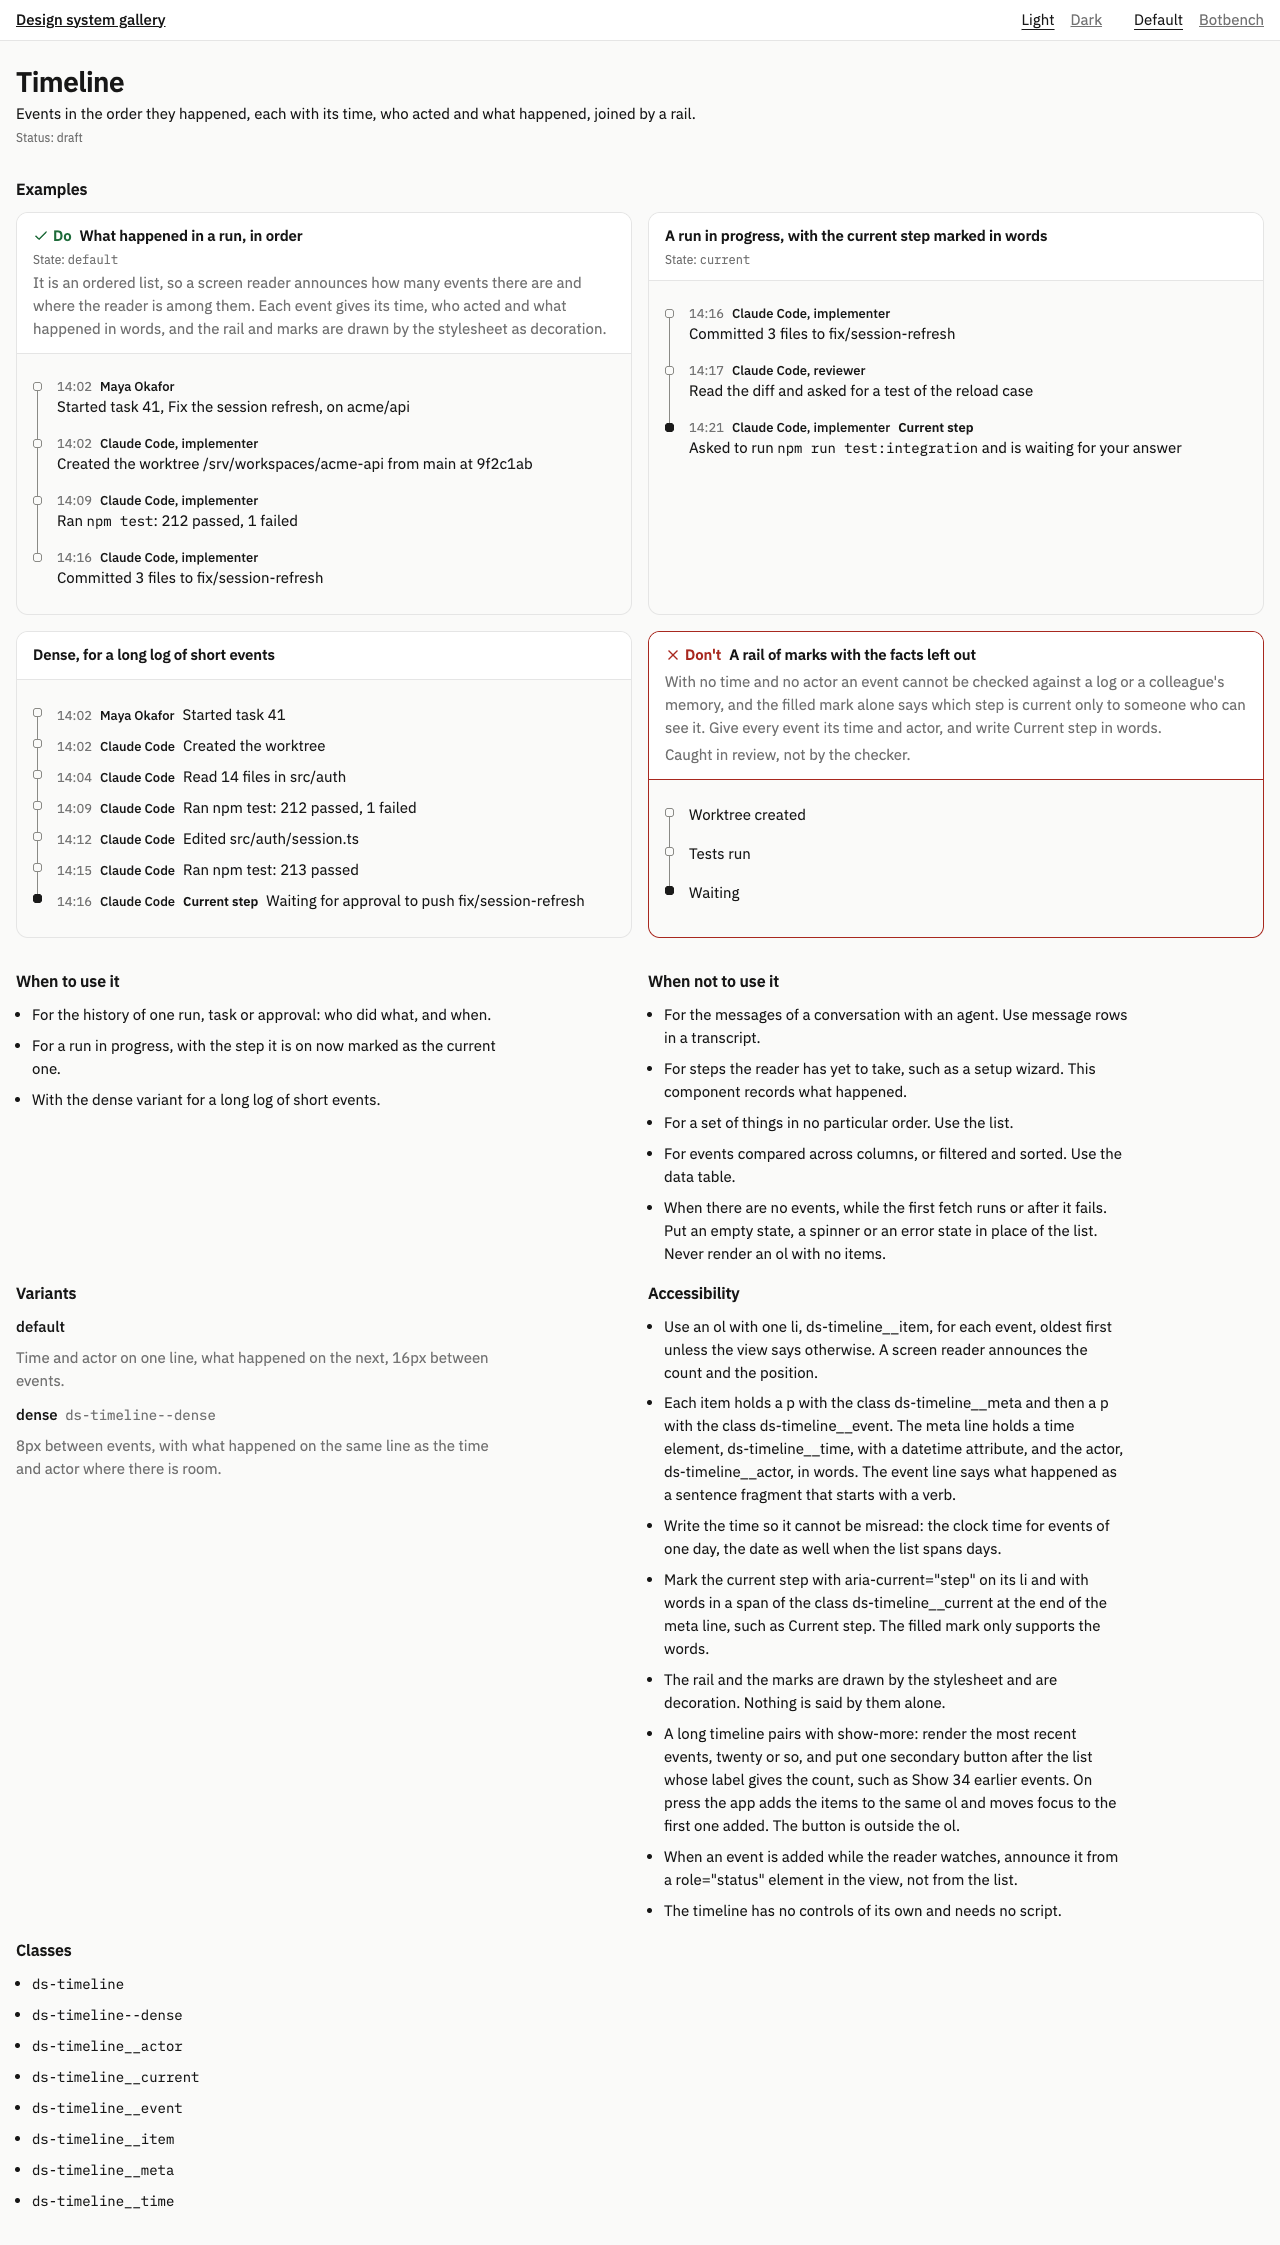 Design system gallery
Light Dark Default Botbench
Timeline
Events in the order they happened, each with its time, who acted and what happened, joined by a rail.
Status: draft
Examples
Do What happened in a run, in order
State: default
It is an ordered list, so a screen reader announces how many events there are and
where the reader is among them. Each event gives its time, who acted and what
happened in words, and the rail and marks are drawn by the stylesheet as decoration.
14:02 Maya Okafor
Started task 41, Fix the session refresh, on acme/api
14:02 Claude Code, implementer
Created the worktree /srv/workspaces/acme-api from main at 9f2c1ab
14:09 Claude Code, implementer
Ran npm test: 212 passed, 1 failed
14:16 Claude Code, implementer
Committed 3 files to fix/session-refresh
A run in progress, with the current step marked in words
State: current
14:16 Claude Code, implementer
Committed 3 files to fix/session-refresh
14:17 Claude Code, reviewer
Read the diff and asked for a test of the reload case
14:21 Claude Code, implementer Current step
Asked to run npm run test:integration and is waiting for your answer
Dense, for a long log of short events
14:02 Maya Okafor Started task 41
14:02 Claude Code Created the worktree
14:04 Claude Code Read 14 files in src/auth
14:09 Claude Code Ran npm test: 212 passed, 1 failed
14:12 Claude Code Edited src/auth/session.ts
14:15 Claude Code Ran npm test: 213 passed
14:16 Claude Code Current step Waiting for approval to push fix/session-refresh
Don't A rail of marks with the facts left out
With no time and no actor an event cannot be checked against a log or a colleague's
memory, and the filled mark alone says which step is current only to someone who can
see it. Give every event its time and actor, and write Current step in words.
Caught in review, not by the checker.
Worktree created
Tests run
Waiting
When to use it
For the history of one run, task or approval: who did what, and when.
For a run in progress, with the step it is on now marked as the current
one.
With the dense variant for a long log of short events.
When not to use it
For the messages of a conversation with an agent. Use message rows
in a transcript.
For steps the reader has yet to take, such as a setup wizard. This
component records what happened.
For a set of things in no particular order. Use the list.
For events compared across columns, or filtered and sorted. Use the
data table.
When there are no events, while the first fetch runs or after it fails.
Put an empty state, a spinner or an error state in place of the list.
Never render an ol with no items.
Variants
default
Time and actor on one line, what happened on the next, 16px between
events.
dense ds-timeline--dense
8px between events, with what happened on the same line as the time
and actor where there is room.
Accessibility
Use an ol with one li, ds-timeline__item, for each event, oldest first
unless the view says otherwise. A screen reader announces the
count and the position.
Each item holds a p with the class ds-timeline__meta and then a p
with the class ds-timeline__event. The meta line holds a time
element, ds-timeline__time, with a datetime attribute, and the actor,
ds-timeline__actor, in words. The event line says what happened as
a sentence fragment that starts with a verb.
Write the time so it cannot be misread: the clock time for events of
one day, the date as well when the list spans days.
Mark the current step with aria-current="step" on its li and with
words in a span of the class ds-timeline__current at the end of the
meta line, such as Current step. The filled mark only supports the
words.
The rail and the marks are drawn by the stylesheet and are
decoration. Nothing is said by them alone.
A long timeline pairs with show-more: render the most recent
events, twenty or so, and put one secondary button after the list
whose label gives the count, such as Show 34 earlier events. On
press the app adds the items to the same ol and moves focus to the
first one added. The button is outside the ol.
When an event is added while the reader watches, announce it from
a role="status" element in the view, not from the list.
The timeline has no controls of its own and needs no script.
Classes
ds-timeline
ds-timeline--dense
ds-timeline__actor
ds-timeline__current
ds-timeline__event
ds-timeline__item
ds-timeline__meta
ds-timeline__time